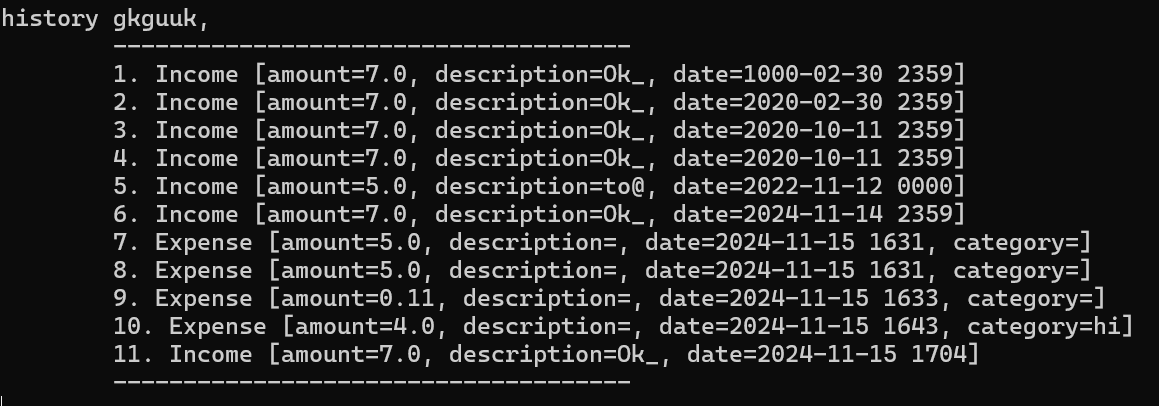 history gkguuk,
-------------------------------------
1. Income [amount=7.0, description=Ok_, date=1000-02-30 2359]
2. Income [amount=7.0, description=Ok_, date=2020-02-30 2359]
3. Income [amount=7.0, description=Ok_, date=2020-10-11 2359]
4. Income [amount=7.0, description=Ok_, date=2020-10-11 2359]
5. Income [amount=5.0, description=to@, date=2022-11-12 0000]
6. Income [amount=7.0, description=Ok_, date=2024-11-14 2359]
7. Expense [amount=5.0, description=, date=2024-11-15 1631, category=]
8. Expense [amount=5.0, description=, date=2024-11-15 1631, category=]
9. Expense [amount=0.11, description=, date=2024-11-15 1633, category=]
10. Expense [amount=4.0, description=, date=2024-11-15 1643, category=hi]
11. Income [amount=7.0, description=Ok_, date=2024-11-15 1704]
-------------------------------------